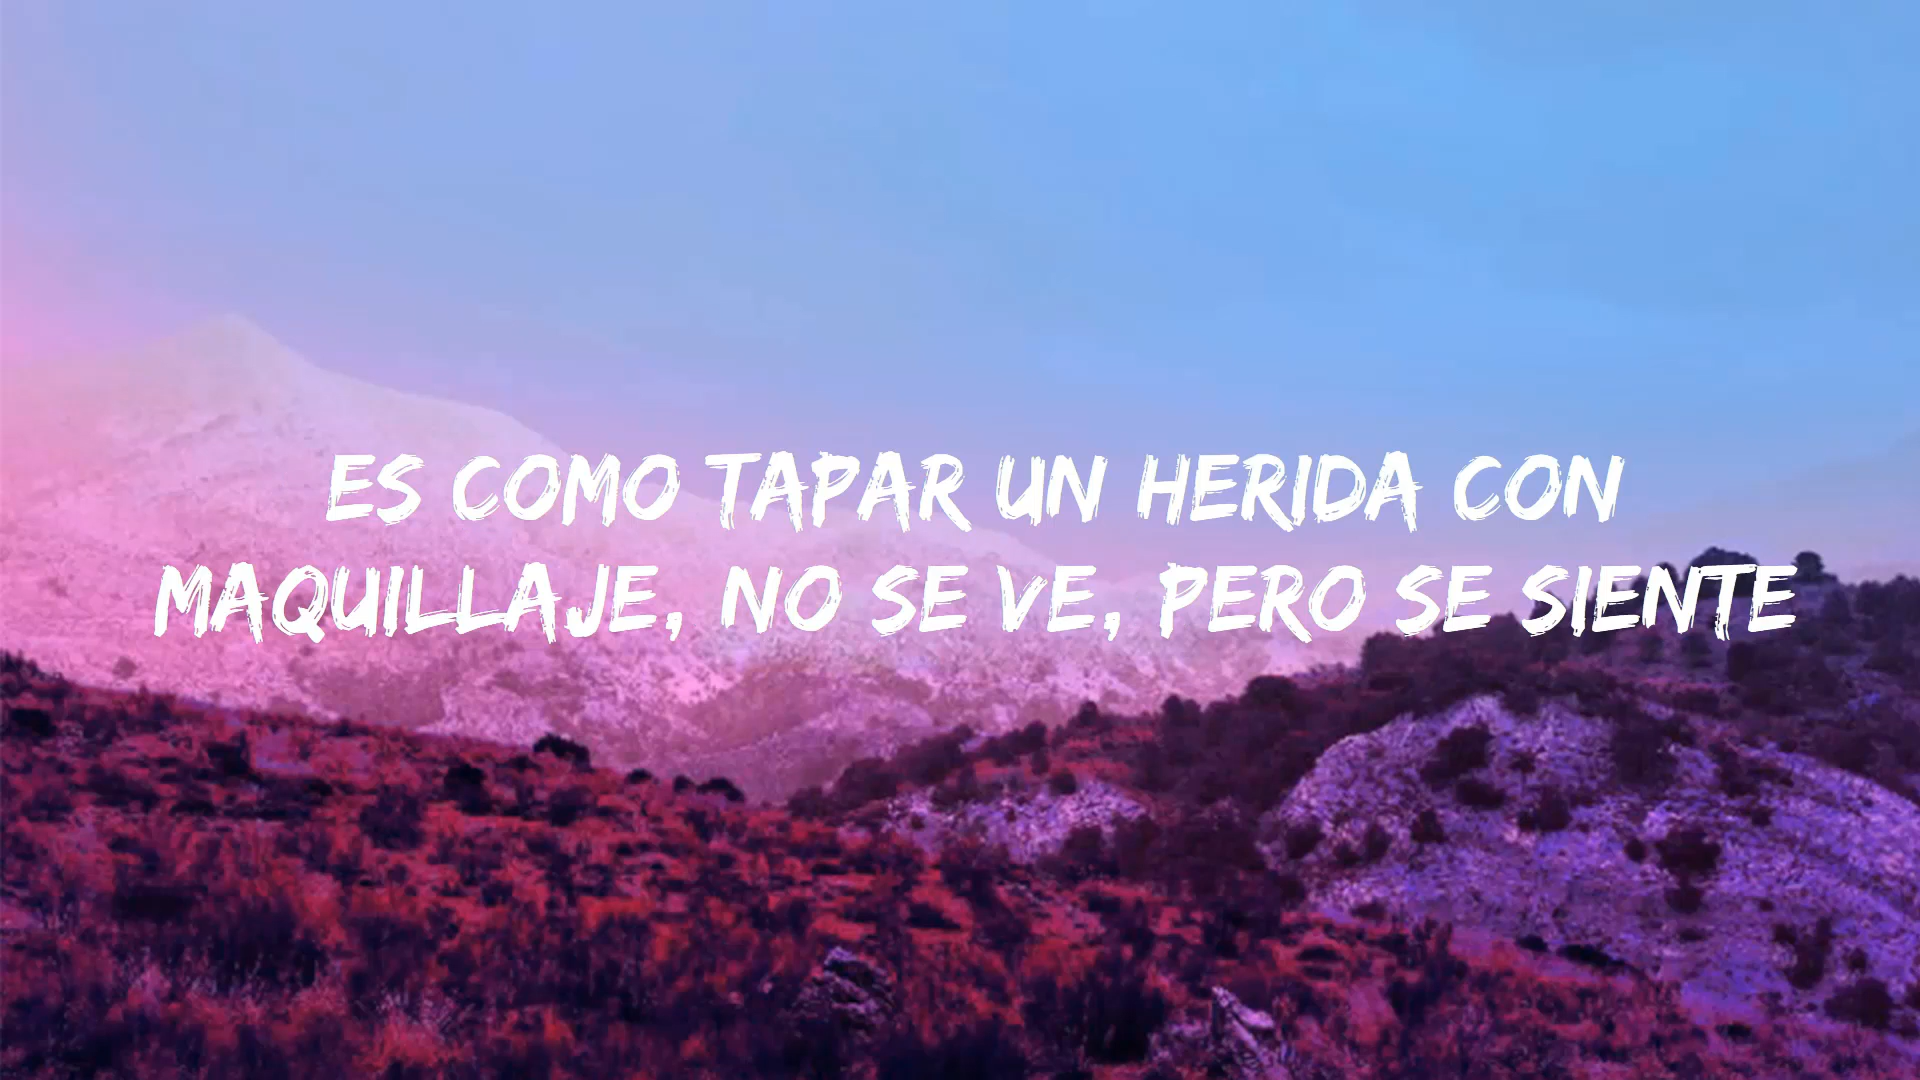 ES COMO TAPAR UN HERIDA CON
MAQUILLAJE, NO SE VE, PERO SE SIENTE